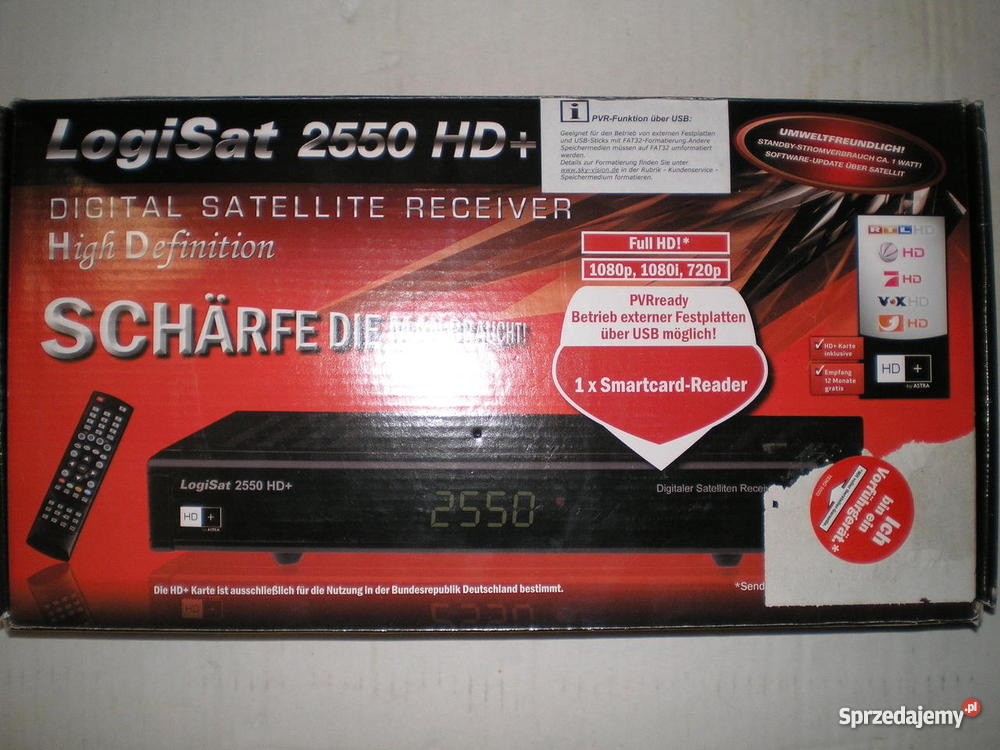 LogiSat 2550 HD+
i PVR-Funktion über USB:
Geeignet für den Betrieb von externen Festplatten
und USB-Sticks mit FAT32-Formatierung.Andere
Speichermedien müssen auf FAT32 umformatiert
werden.
Details zur Formatierung finden Sie unter
www.sky-vision.de in der Rubrik - Kundenservice -
Speichermedium formatieren.
UMWELTFREUNDLICH!
STANDBY-STROMVERBRAUCH CA. 1 WATT!
SOFTWARE-UPDATE ÜBER SATELLIT
DIGITAL SATELLITE RECEIVER
High Definition
RTL HD
HD
HD
VOX HD
HD
Full HD!*
1080p, 1080i, 720p
PVRready
Betrieb externer Festplatten
über USB möglich!
1 x Smartcard-Reader
SCHÄRFE DIE
HD+ Karte
inklusive
Empfang
12 Monate
gratis
HD +
by ASTRA
LogiSat 2550 HD+
HD +
2550
Digitaler Satelliten
Ich
bin ein
Vorführgerät.*
Die HD+ Karte ist ausschließlich für die Nutzung in der Bundesrepublik Deutschland bestimmt.
*Send
Sprzedajemy.pl